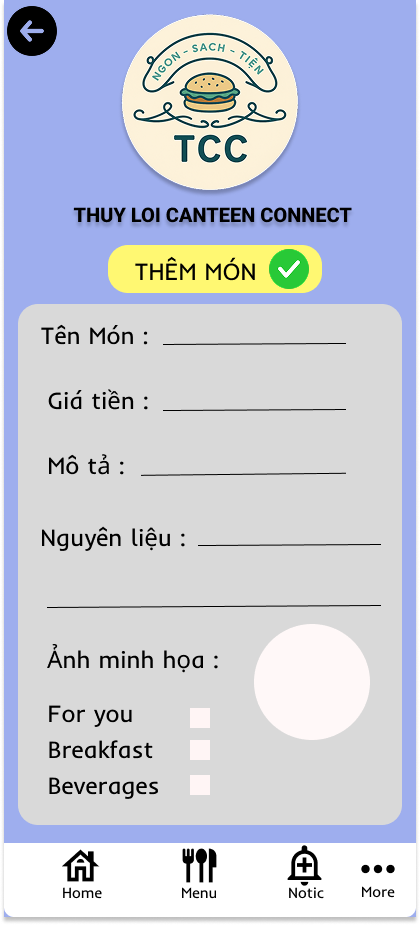 NGON - SẠCH - TIỆN
TCC
THUY LOI CANTEEN CONNECT
THÊM MÓN
Tên Món :
Giá tiền :
Mô tả :
Nguyên liệu :
Ảnh minh họa :
For you
Breakfast
Beverages
Home Menu Notic More